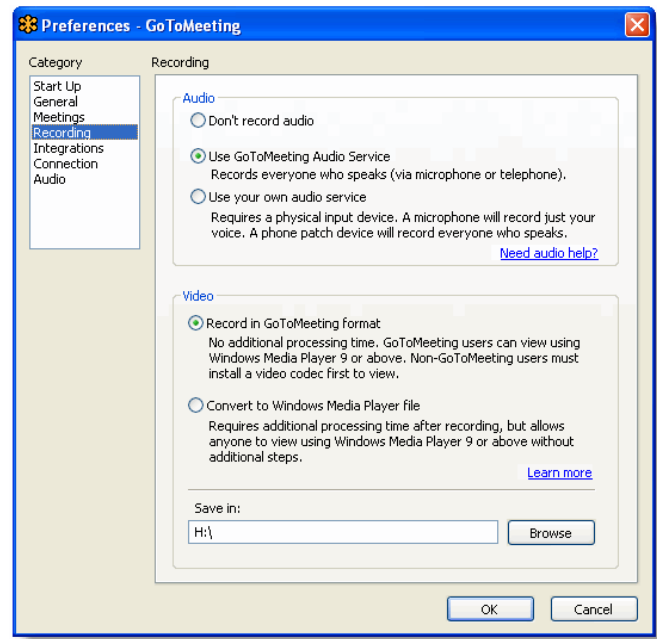 Preferences - GoToMeeting
Category
Recording
Start Up
General
Meetings
Recording
Integrations
Connection
Audio
Audio
Don't record audio
Use GoToMeeting Audio Service
Records everyone who speaks (via microphone or telephone).
Use your own audio service
Requires a physical input device. A microphone will record just your
voice. A phone patch device will record everyone who speaks.
Need audio help?
Video
Record in GoToMeeting format
No additional processing time. GoToMeeting users can view using
Windows Media Player 9 or above. Non-GoToMeeting users must
install a video codec first to view.
Convert to Windows Media Player file
Requires additional processing time after recording, but allows
anyone to view using Windows Media Player 9 or above without
additional steps.
Learn more
Save in:
H:\
Browse
OK
Cancel